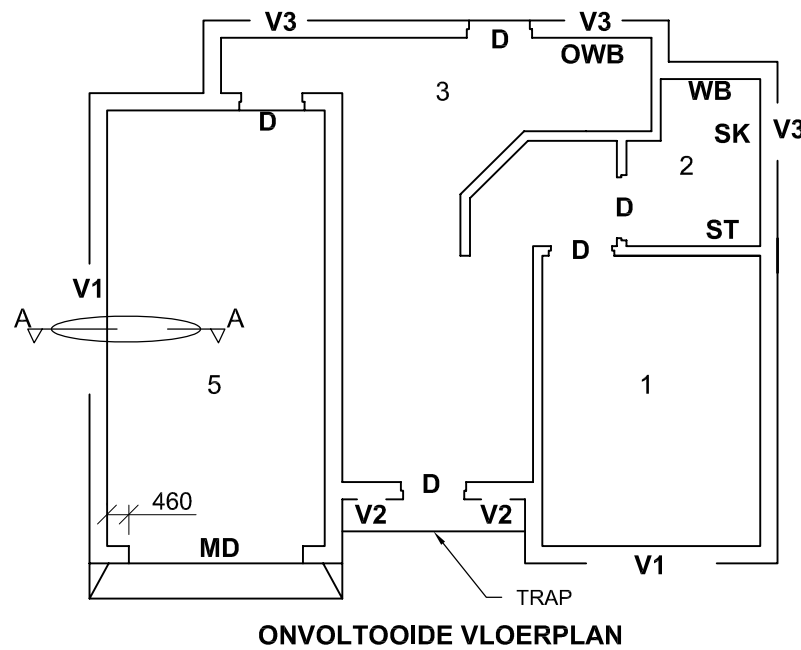 V3
V3
D
OWB
3
WB
D
SK
V3
2
D
ST
D
V1
A
A
5
1
460
D
V2
V2
MD
V1
TRAP
ONVOLTOOIDE VLOERPLAN